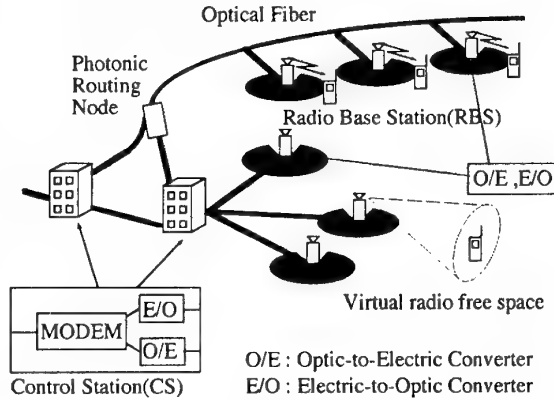 Optical Fiber
Photonic
Routing
Node
Radio Base Station(RBS)
O/E ,E/O
Virtual radio free space
E/O
MODEM
O/E
Control Station(CS)
O/E : Optic-to-Electric Converter
E/O : Electric-to-Optic Converter